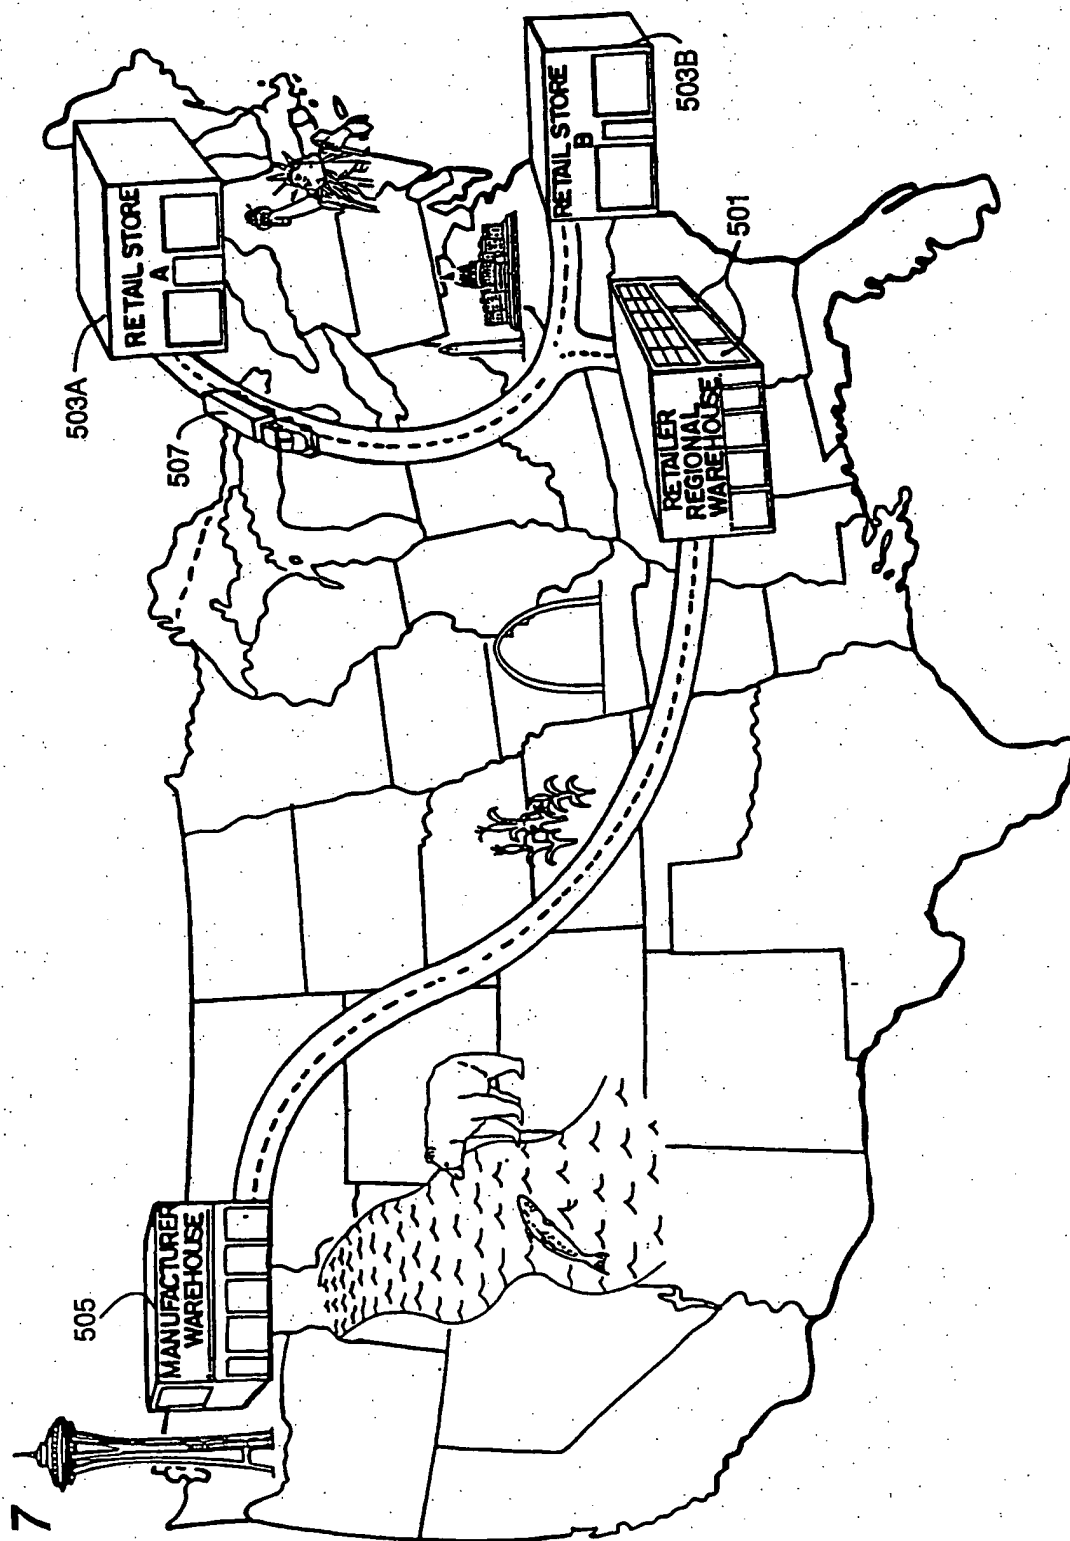 7
505
MANUFACTURER
WAREHOUSE
503A
RETAIL STORE
A
507
RETAIL STORE
B
503B
501
RETAILER
REGIONAL
WAREHOUSE